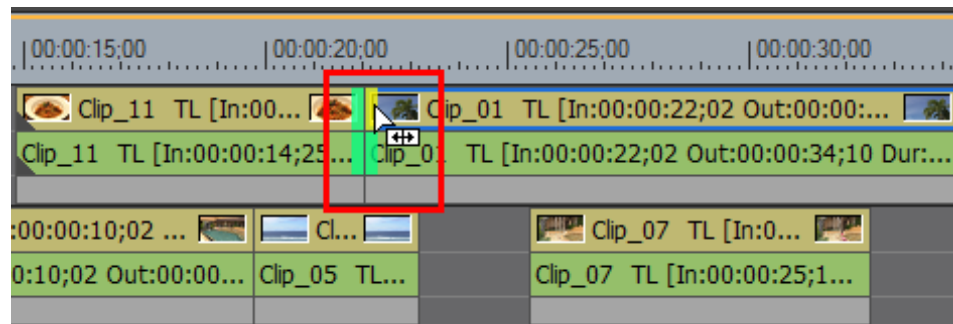 00:00:15;00 00:00:20;00 00:00:25;00 00:00:30;00
Clip_11 TL [In:00... Clip_01 TL [In:00:00:22;02 Out:00:00:...
Clip_11 TL [In:00:00:14;25... Clip_01 TL [In:00:00:22;02 Out:00:00:34;10 Dur:...
:00:00:10;02 ... Cl... Clip_07 TL [In:0...
0:10;02 Out:00:00... Clip_05 TL... Clip_07 TL [In:00:00:25;1...